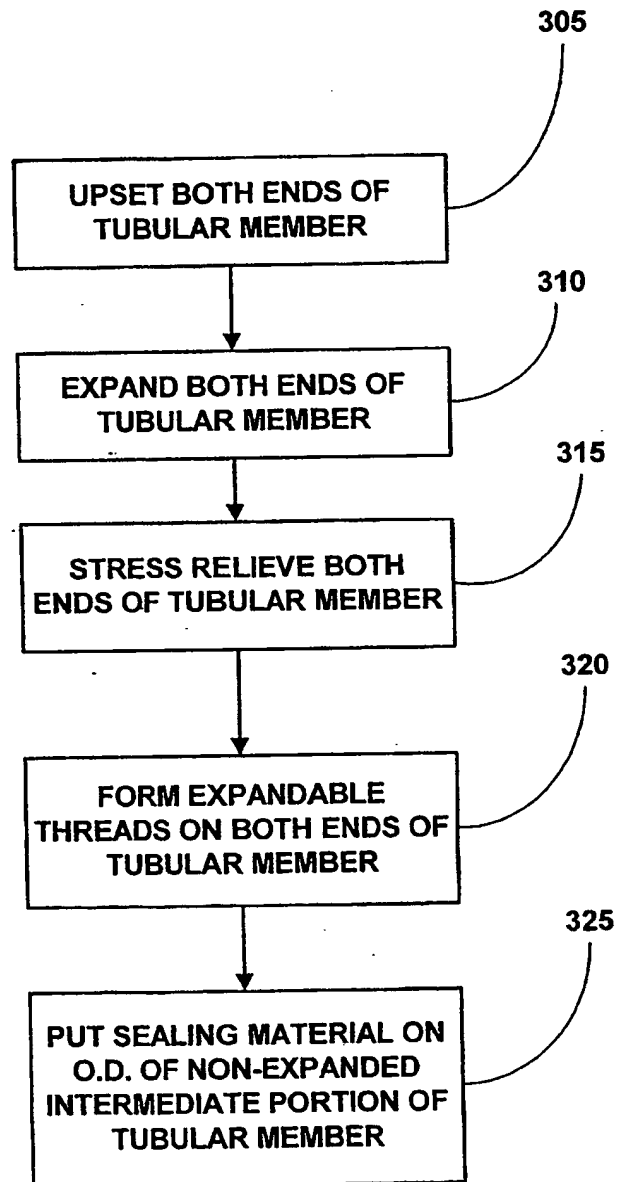 305
UPSET BOTH ENDS OF
TUBULAR MEMBER
310
EXPAND BOTH ENDS OF
TUBULAR MEMBER
315
STRESS RELIEVE BOTH
ENDS OF TUBULAR MEMBER
320
FORM EXPANDABLE
THREADS ON BOTH ENDS OF
TUBULAR MEMBER
325
PUT SEALING MATERIAL ON
O.D. OF NON-EXPANDED
INTERMEDIATE PORTION OF
TUBULAR MEMBER